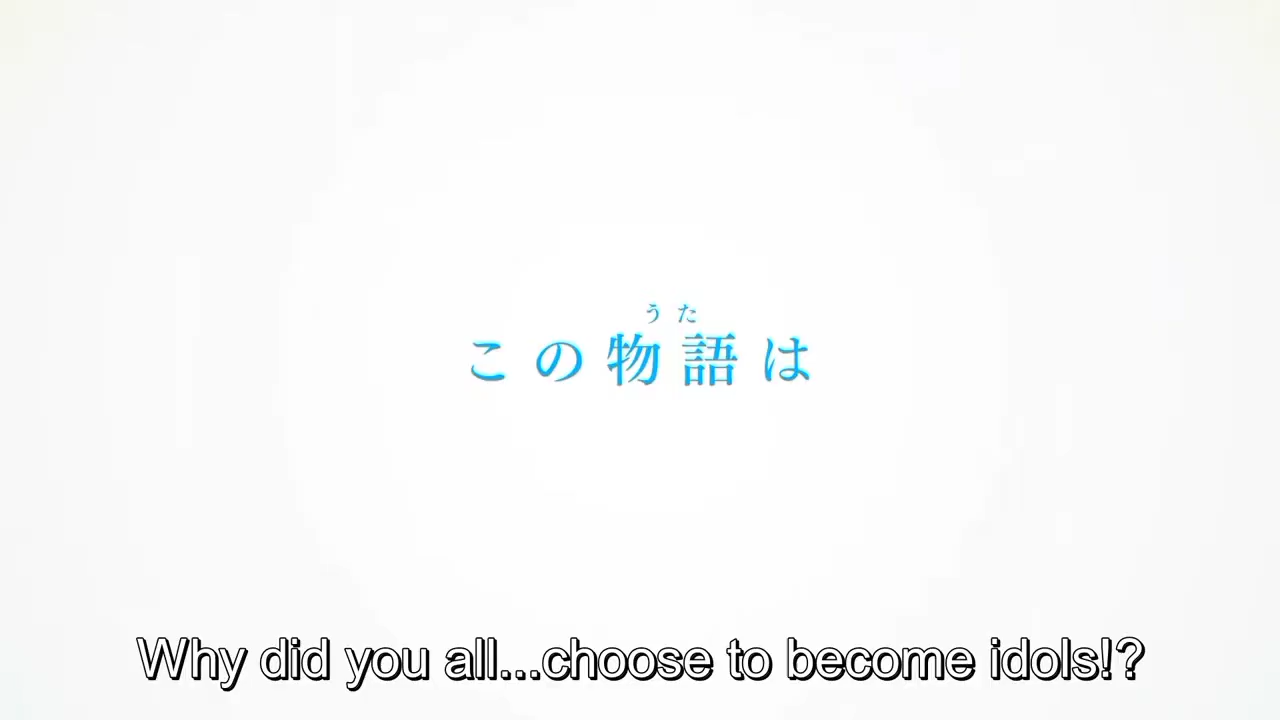 うた
この物語は
Why did you all...choose to become idols!?